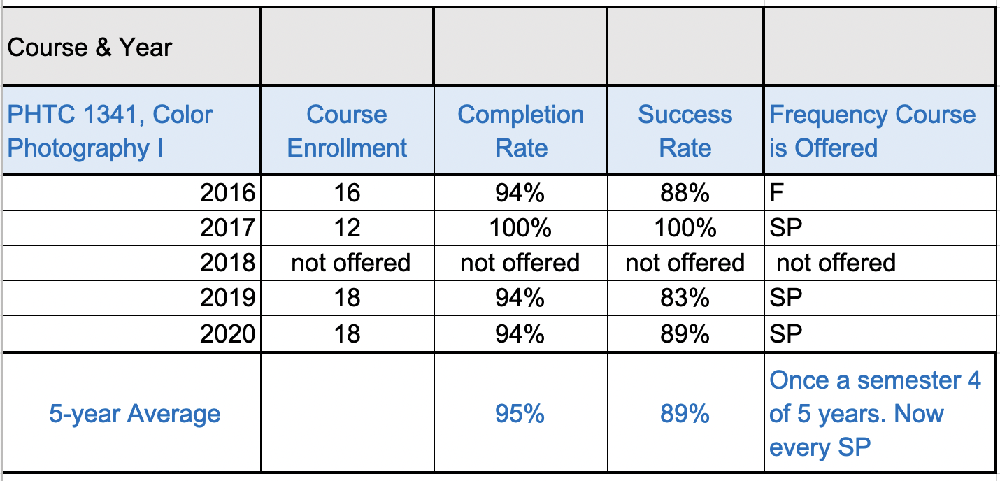 Course & Year
PHTC 1341, Color Photography I Course Enrollment Completion Rate Success Rate Frequency Course is Offered
2016 16 94% 88% F
2017 12 100% 100% SP
2018 not offered not offered not offered not offered
2019 18 94% 83% SP
2020 18 94% 89% SP
5-year Average 95% 89% Once a semester 4 of 5 years. Now every SP